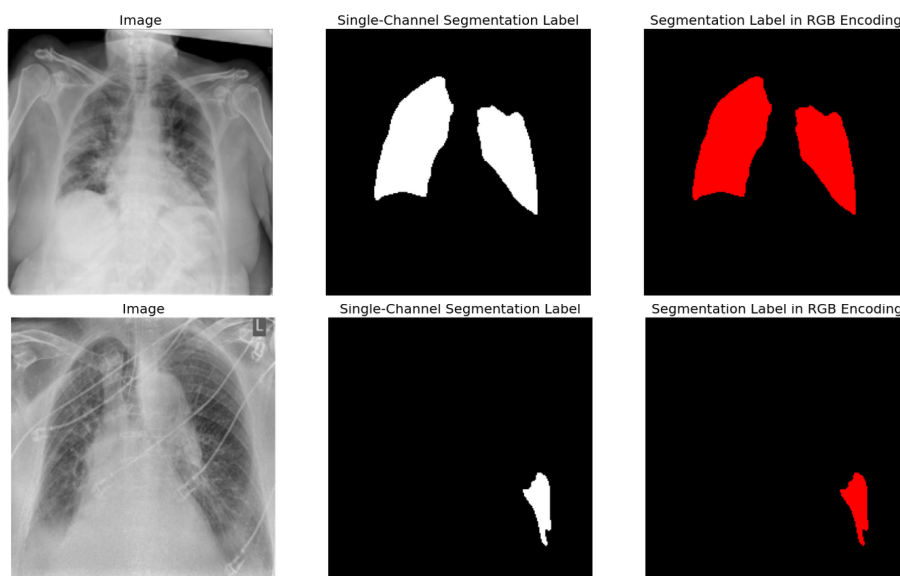 Image
Single-Channel Segmentation Label
Segmentation Label in RGB Encoding
Image
Single-Channel Segmentation Label
Segmentation Label in RGB Encoding
L